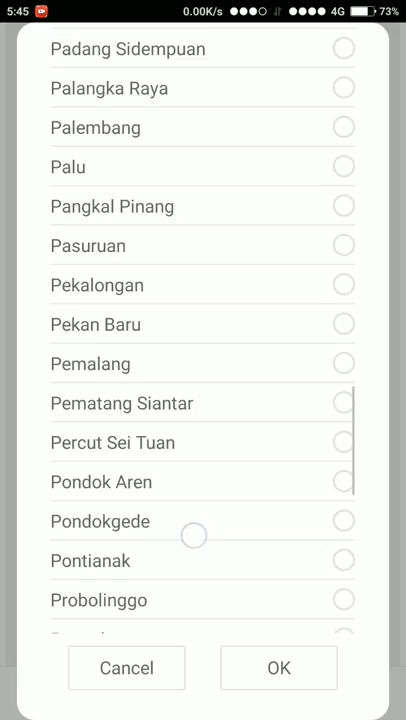 5:45 0.00K/s 4G 73%
Padang Sidempuan
Palangka Raya
Palembang
Palu
Pangkal Pinang
Pasuruan
Pekalongan
Pekan Baru
Pemalang
Pematang Siantar
Percut Sei Tuan
Pondok Aren
Pondokgede
Pontianak
Probolinggo
Cancel OK